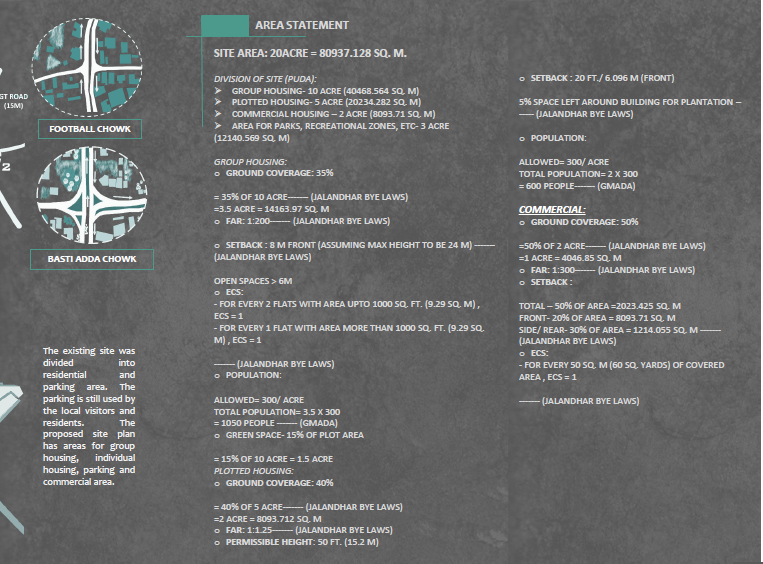 GT ROAD
(15M)
FOOTBALL CHOWK
2
BASTI ADDA CHOWK
The existing site was
divided into
residential and
parking area. The
parking is still used by
the local visitors and
residents. The
proposed site plan
has areas for group
housing, individual
housing, parking and
commercial area.
AREA STATEMENT
SITE AREA: 20ACRE = 80937.128 SQ. M.
DIVISION OF SITE (PUDA):
➢ GROUP HOUSING- 10 ACRE (40468.564 SQ. M)
➢ PLOTTED HOUSING- 5 ACRE (20234.282 SQ. M)
➢ COMMERCIAL HOUSING – 2 ACRE (8093.71 SQ. M)
➢ AREA FOR PARKS, RECREATIONAL ZONES, ETC- 3 ACRE
(12140.569 SQ. M)
GROUP HOUSING:
o GROUND COVERAGE: 35%
= 35% OF 10 ACRE------- (JALANDHAR BYE LAWS)
=3.5 ACRE = 14163.97 SQ. M
o FAR: 1:200------- (JALANDHAR BYE LAWS)
o SETBACK : 8 M FRONT (ASSUMING MAX HEIGHT TO BE 24 M) -------
(JALANDHAR BYE LAWS)
OPEN SPACES > 6M
o ECS:
- FOR EVERY 2 FLATS WITH AREA UPTO 1000 SQ. FT. (9.29 SQ. M) ,
ECS = 1
- FOR EVERY 1 FLAT WITH AREA MORE THAN 1000 SQ. FT. (9.29 SQ.
M) , ECS = 1
------- (JALANDHAR BYE LAWS)
o POPULATION:
ALLOWED= 300/ ACRE
TOTAL POPULATION= 3.5 X 300
= 1050 PEOPLE ------- (GMADA)
o GREEN SPACE- 15% OF PLOT AREA
= 15% OF 10 ACRE = 1.5 ACRE
PLOTTED HOUSING:
o GROUND COVERAGE: 40%
= 40% OF 5 ACRE------- (JALANDHAR BYE LAWS)
=2 ACRE = 8093.712 SQ. M
o FAR: 1:1.25-------(JALANDHAR BYE LAWS)
o PERMISSIBLE HEIGHT: 50 FT. (15.2 M)
o SETBACK : 20 FT./ 6.096 M (FRONT)
5% SPACE LEFT AROUND BUILDING FOR PLANTATION –
------ (JALANDHAR BYE LAWS)
o POPULATION:
ALLOWED= 300/ ACRE
TOTAL POPULATION= 2 X 300
= 600 PEOPLE------- (GMADA)
COMMERCIAL:
o GROUND COVERAGE: 50%
=50% OF 2 ACRE------- (JALANDHAR BYE LAWS)
=1 ACRE = 4046.85 SQ. M
o FAR: 1:300------- (JALANDHAR BYE LAWS)
o SETBACK :
TOTAL – 50% OF AREA =2023.425 SQ. M
FRONT- 20% OF AREA = 8093.71 SQ. M
SIDE/ REAR- 30% OF AREA = 1214.055 SQ. M -------
(JALANDHAR BYE LAWS)
o ECS:
- FOR EVERY 50 SQ. M (60 SQ. YARDS) OF COVERED
AREA , ECS = 1
------- (JALANDHAR BYE LAWS)